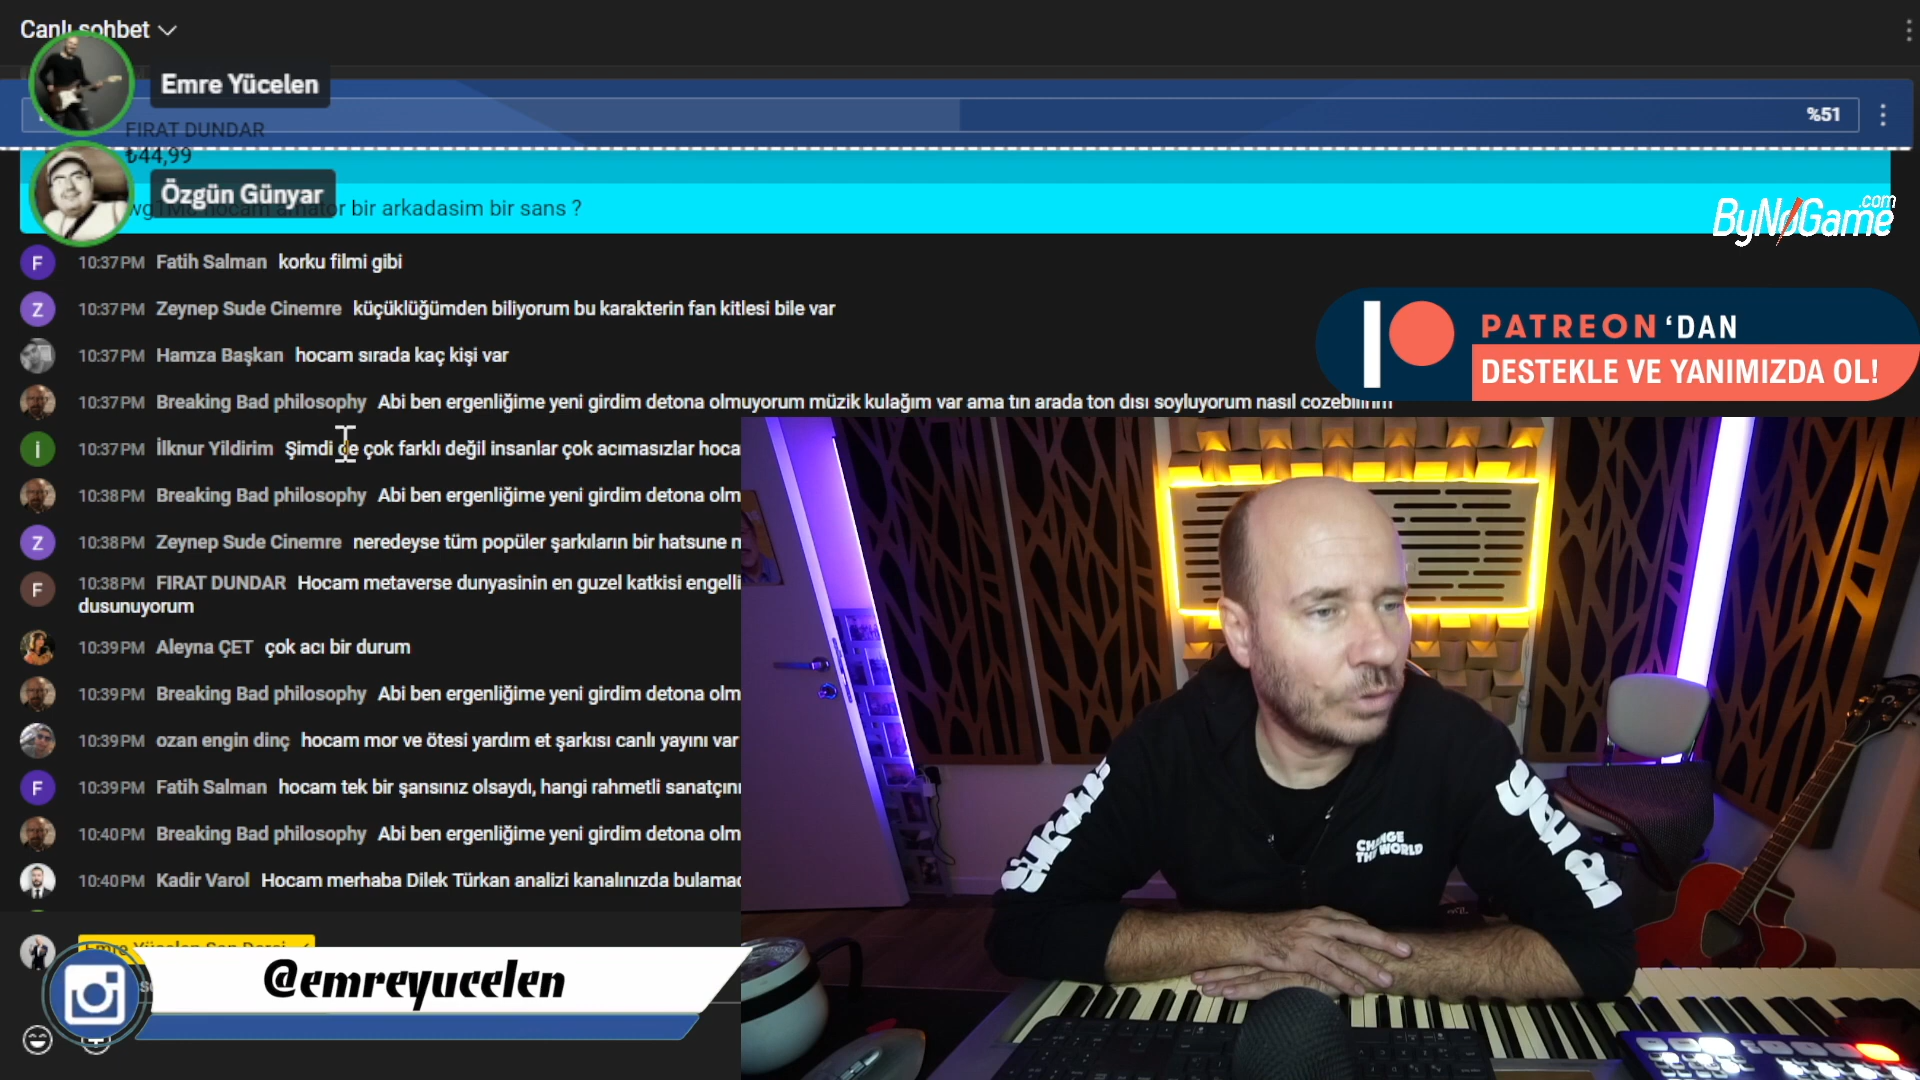 Canlı sohbet
Emre Yücelen
%51
FIRAT DUNDAR
₺44,99
Özgün Günyar
bir arkadasim bir sans ?
ByNoGame.com
10:37 PM Fatih Salman korku filmi gibi
10:37 PM Zeynep Sude Cinemre küçüklüğümden biliyorum bu karakterin fan kitlesi bile var
PATREON ‘DAN
DESTEKLE VE YANIMIZDA OL!
10:37 PM Hamza Başkan hocam sırada kaç kişi var
10:37 PM Breaking Bad philosophy Abi ben ergenliğime yeni girdim detona olmuyorum müzik kulağım var ama tın arada ton dısı soyluyorum nasıl cozebilirim
10:37 PM İlknur Yildirim Şimdi de çok farklı değil insanlar çok acımasızlar hoca
10:38 PM Breaking Bad philosophy Abi ben ergenliğime yeni girdim detona olm
10:38 PM Zeynep Sude Cinemre neredeyse tüm popüler şarkıların bir hatsune m
10:38 PM FIRAT DUNDAR Hocam metaverse dunyasinin en guzel katkisi engelli
dusunuyorum
10:39 PM Aleyna ÇET çok acı bir durum
10:39 PM Breaking Bad philosophy Abi ben ergenliğime yeni girdim detona olm
10:39 PM ozan engin dinç hocam mor ve ötesi yardım et şarkısı canlı yayını var
10:39 PM Fatih Salman hocam tek bir şansınız olsaydı, hangi rahmetli sanatçını
10:40 PM Breaking Bad philosophy Abi ben ergenliğime yeni girdim detona olm
10:40 PM Kadir Varol Hocam merhaba Dilek Türkan analizi kanalınızda bulamad
CHANGE
THE WORLD
@emreyucelen